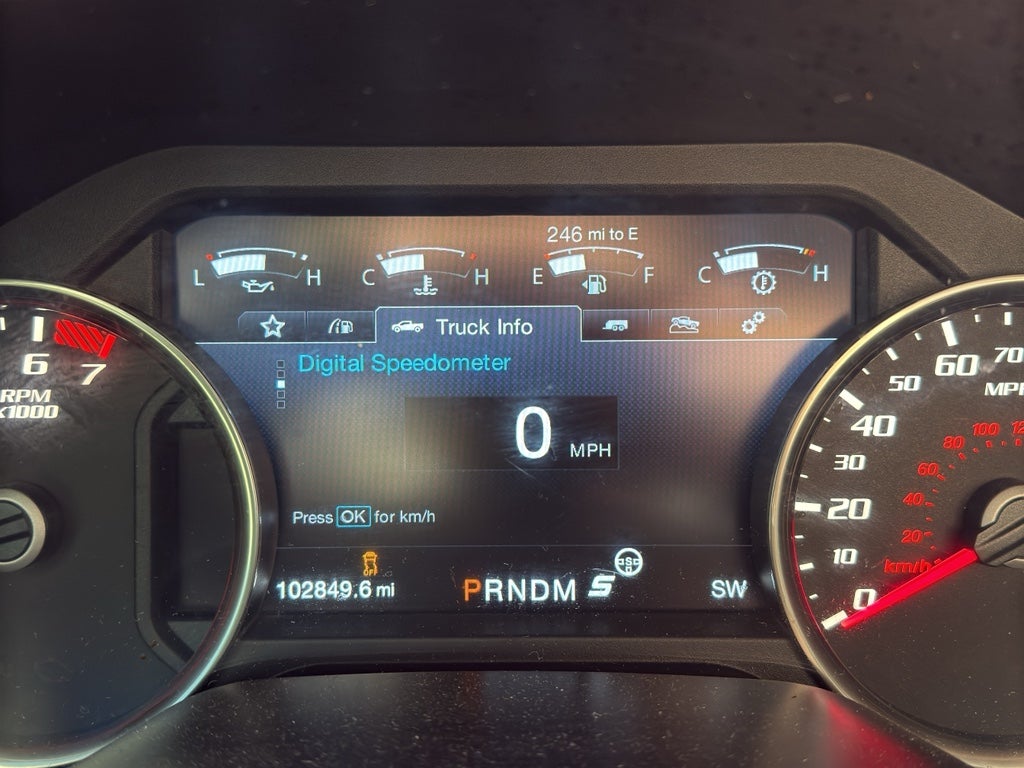 246 mi to E
L H C H E F C H
Truck Info
Digital Speedometer
0 MPH
Press OK for km/h
OFF
102849.6 mi PRNDM S SW
6 7
RPM
x1000
0 10 20 30 40 50 60 70
MPH
20 40 60 80 100
km/h